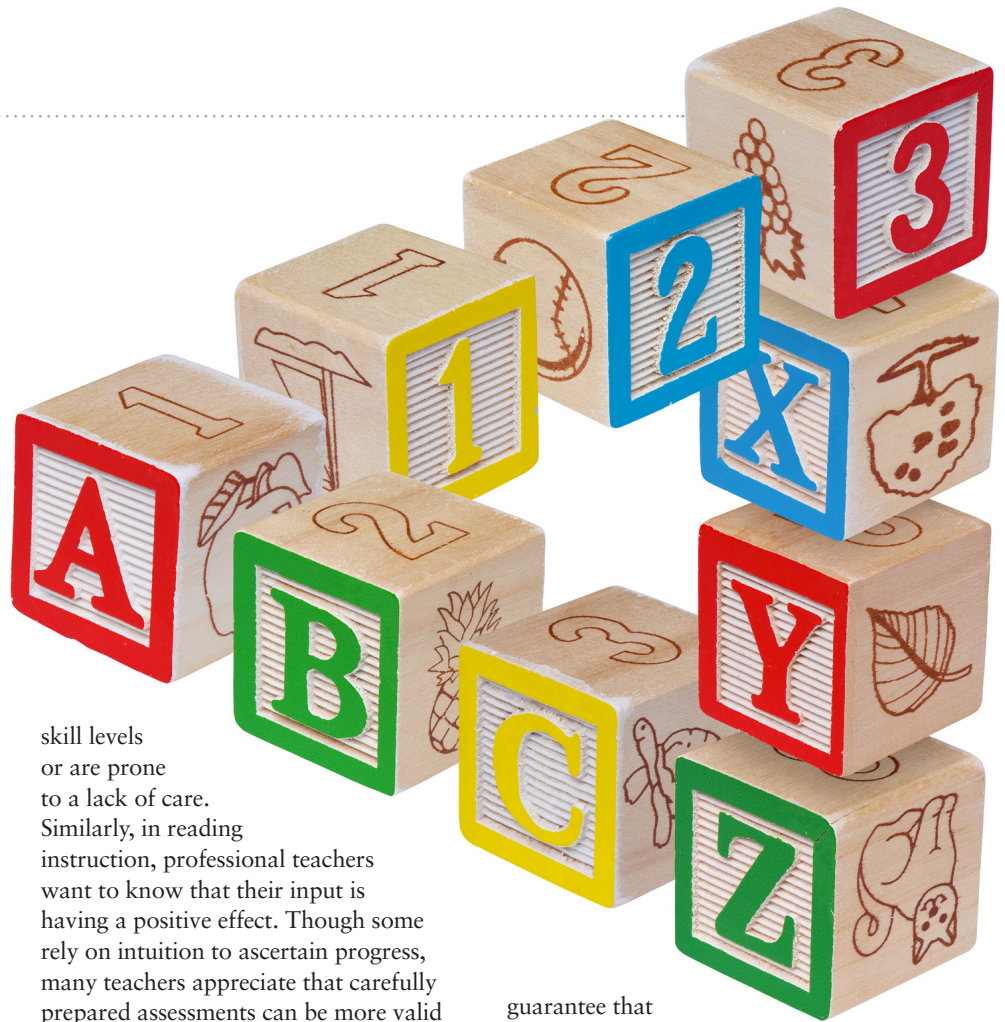 3
3
2
2
1
1
X
1
A
2
B
Y
3
C
Z
skill levels
or are prone
to a lack of care.
Similarly, in reading
instruction, professional teachers
want to know that their input is
having a positive effect. Though some
rely on intuition to ascertain progress,
many teachers appreciate that carefully
prepared assessments can be more valid
guarantee that